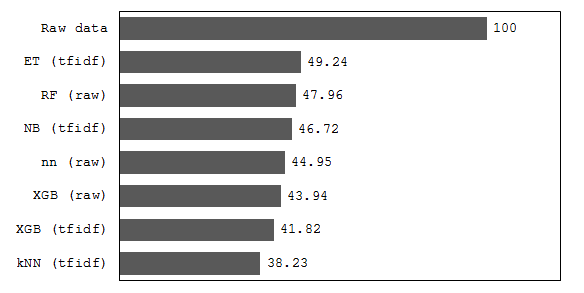 Raw data 100
ET (tfidf) 49.24
RF (raw) 47.96
NB (tfidf) 46.72
nn (raw) 44.95
XGB (raw) 43.94
XGB (tfidf) 41.82
kNN (tfidf) 38.23